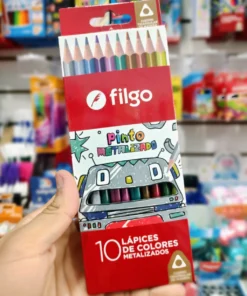 filgo
Pinto
METALIZADO
10 LÁPICES
DE COLORES
METALIZADOS